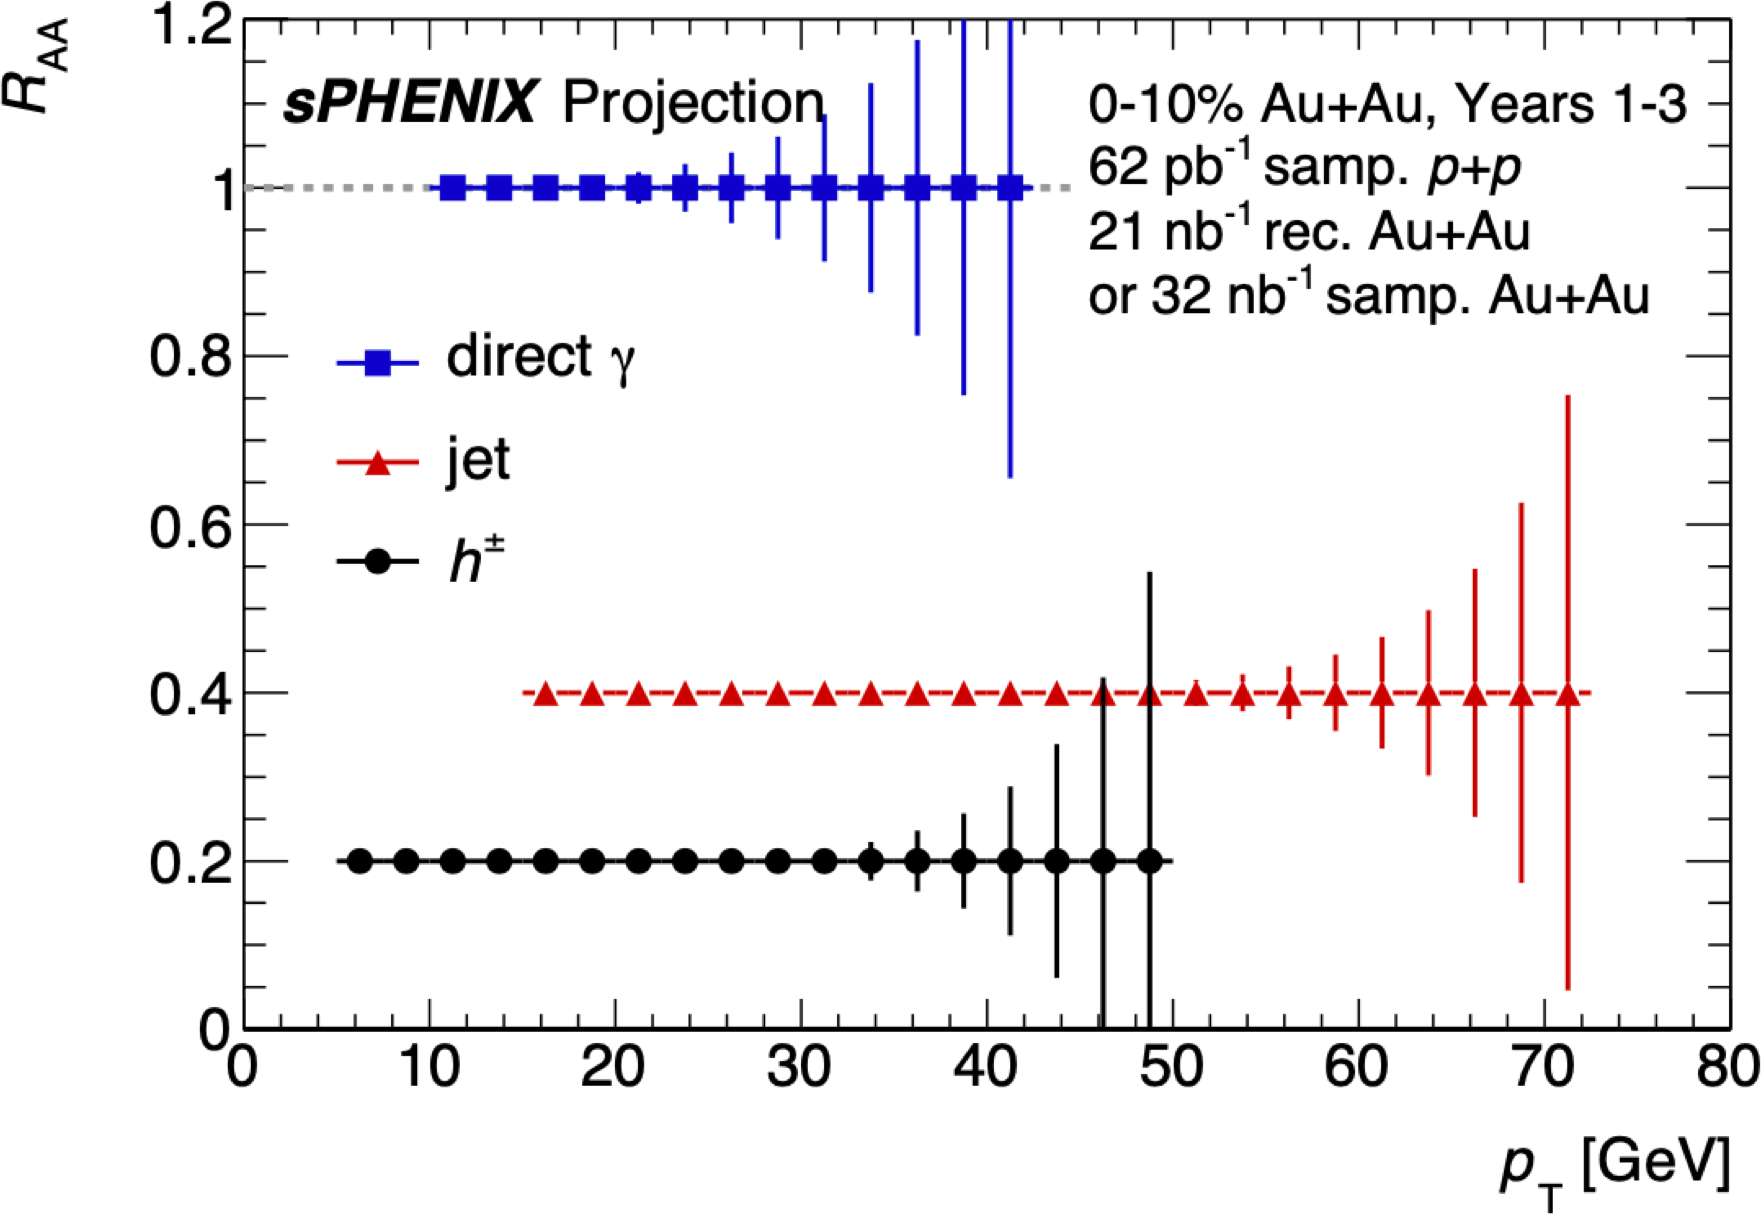 R_AA
1.2
sPHENIX Projection
0-10% Au+Au, Years 1-3
62 pb⁻¹ samp. p+p
21 nb⁻¹ rec. Au+Au
or 32 nb⁻¹ samp. Au+Au
1
direct γ
jet
h±
0.8
0.6
0.4
0.2
0
0 10 20 30 40 50 60 70 80
p_T [GeV]